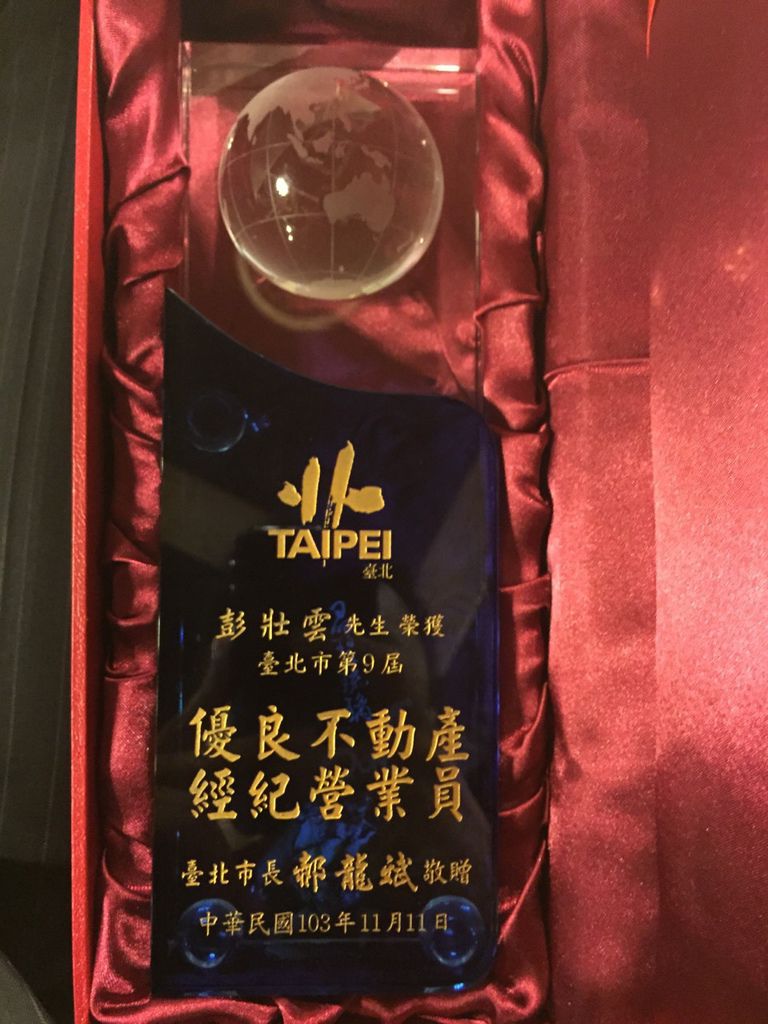 TAIPEI
臺北
彭壯雲先生榮獲
臺北市第9屆
優良不動產
經紀營業員
臺北市長郝龍斌敬贈
中華民國103年11月11日